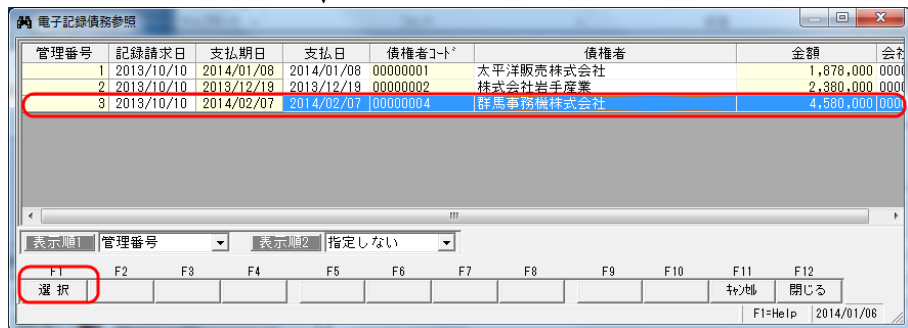 電子記録債務参照
管理番号 記録請求日 支払期日 支払日 債権者ｺｰﾄﾞ 債権者 金額 会社
1 2013/10/10 2014/01/08 2014/01/08 00000001 太平洋販売株式会社 1,878,000 0000
2 2013/10/10 2013/12/19 2013/12/19 00000002 株式会社岩手産業 2,380,000 0000
3 2013/10/10 2014/02/07 2014/02/07 00000004 群馬事務機株式会社 4,580,000 000
表示順1 管理番号 表示順2 指定しない
F1 F2 F3 F4 F5 F6 F7 F8 F9 F10 F11 F12
選択 ｷｬﾝｾﾙ 閉じる
F1=Help 2014/01/06